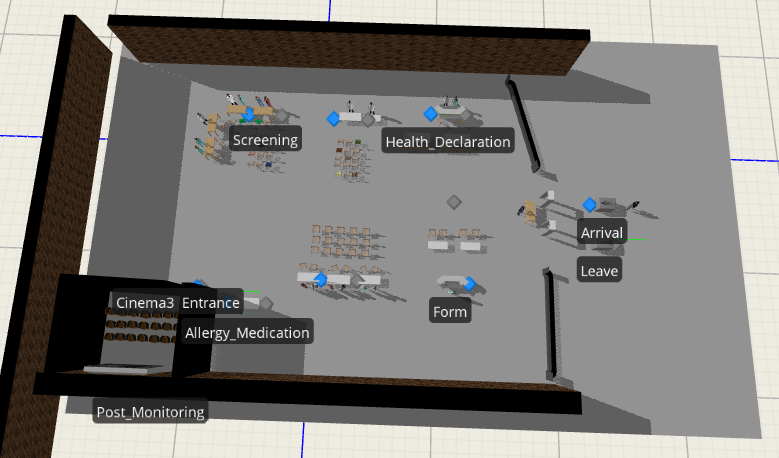 Screening
Health_Declaration
Arrival
Leave
Cinema3 Entrance
Form
Allergy_Medication
Post_Monitoring